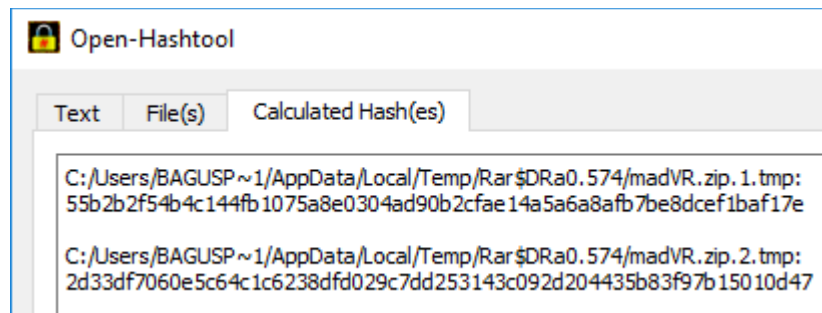 Open-Hashtool
Text File(s) Calculated Hash(es)
C:/Users/BAGUSP~1/AppData/Local/Temp/Rar$DRa0.574/madVR.zip.1.tmp:
55b2b2f54b4c144fb1075a8e0304ad90b2cfae14a5a6a8afb7be8dcef1baf17e
C:/Users/BAGUSP~1/AppData/Local/Temp/Rar$DRa0.574/madVR.zip.2.tmp:
2d33df7060e5c64c1c6238dfd029c7dd253143c092d204435b83f97b15010d47